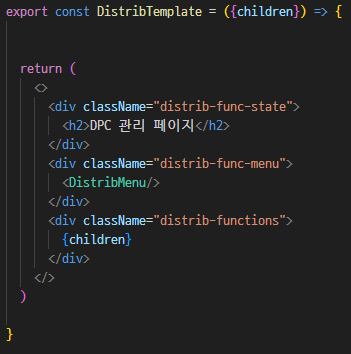 export const DistribTemplate = ({children}) => {
return (
<>
<div className="distrib-func-state">
<h2>DPC 관리 페이지</h2>
</div>
<div className="distrib-func-menu">
<DistribMenu/>
</div>
<div className="distrib-functions">
{children}
</div>
</>
)
}